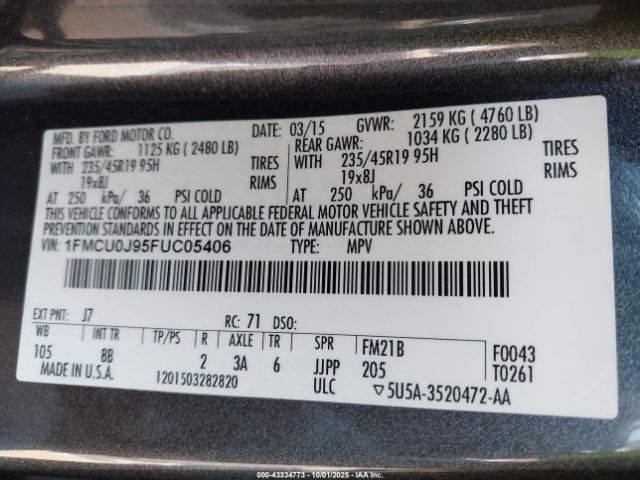 MFD. BY FORD MOTOR CO.
DATE: 03/15 GVWR: 2159 KG ( 4760 LB)
FRONT GAWR: 1125 KG ( 2480 LB) REAR GAWR: 1034 KG ( 2280 LB)
WITH 235/45R19 95H TIRES WITH 235/45R19 95H TIRES
19x8J RIMS 19x8J RIMS
AT 250 kPa/ 36 PSI COLD AT 250 kPa/ 36 PSI COLD
THIS VEHICLE CONFORMS TO ALL APPLICABLE FEDERAL MOTOR VEHICLE SAFETY AND THEFT
PREVENTION STANDARDS IN EFFECT ON THE DATE OF MANUFACTURE SHOWN ABOVE.
VIN: 1FMCU0J95FUC05406 TYPE: MPV
EXT PNT: J7 RC: 71 DSO:
WB INT TR TP/PS R AXLE TR SPR FM21B F0043
105 8B 2 3A 6 JJPP 205 T0261
MADE IN U.S.A. 1201503282820 ULC ▽5U5A-3520472-AA
000-43334773 - 10/01/2025 - IAA Inc.